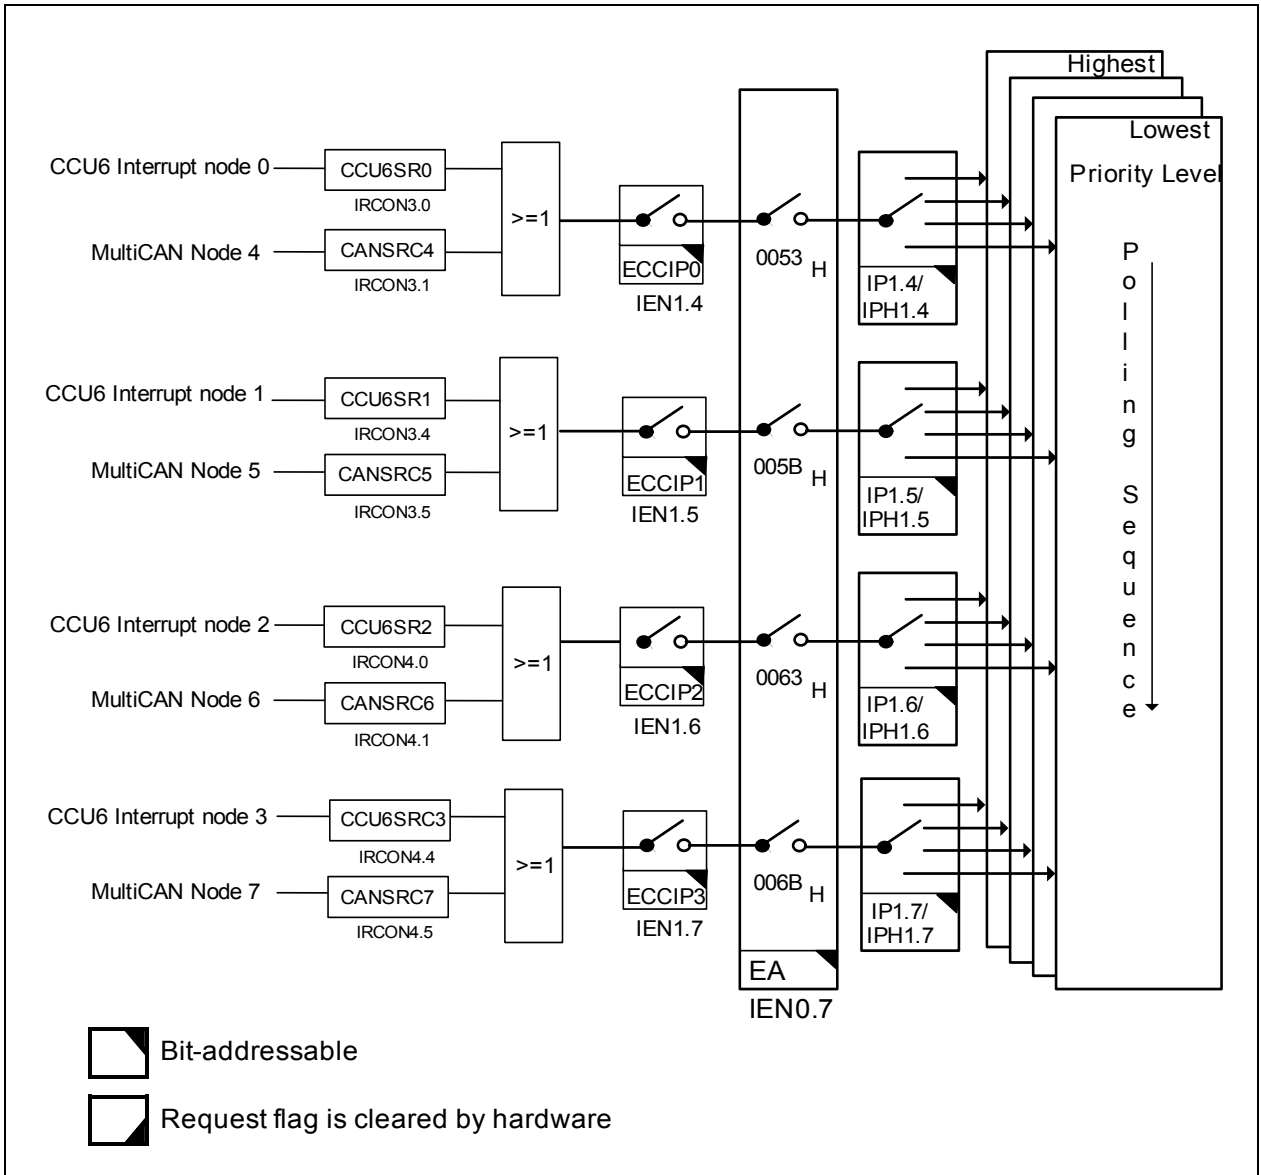 Highest
Lowest
Priority Level
CCU6 Interrupt node 0
CCU6SR0
IRCON3.0
MultiCAN Node 4
CANSRC4
IRCON3.1
>=1
ECCIP0
IEN1.4
0053 H
IP1.4/
IPH1.4
CCU6 Interrupt node 1
CCU6SR1
IRCON3.4
MultiCAN Node 5
CANSRC5
IRCON3.5
>=1
ECCIP1
IEN1.5
005B H
IP1.5/
IPH1.5
CCU6 Interrupt node 2
CCU6SR2
IRCON4.0
MultiCAN Node 6
CANSRC6
IRCON4.1
>=1
ECCIP2
IEN1.6
0063 H
IP1.6/
IPH1.6
CCU6 Interrupt node 3
CCU6SRC3
IRCON4.4
MultiCAN Node 7
CANSRC7
IRCON4.5
>=1
ECCIP3
IEN1.7
006B H
IP1.7/
IPH1.7
EA
IEN0.7
Polling Sequence
Bit-addressable
Request flag is cleared by hardware